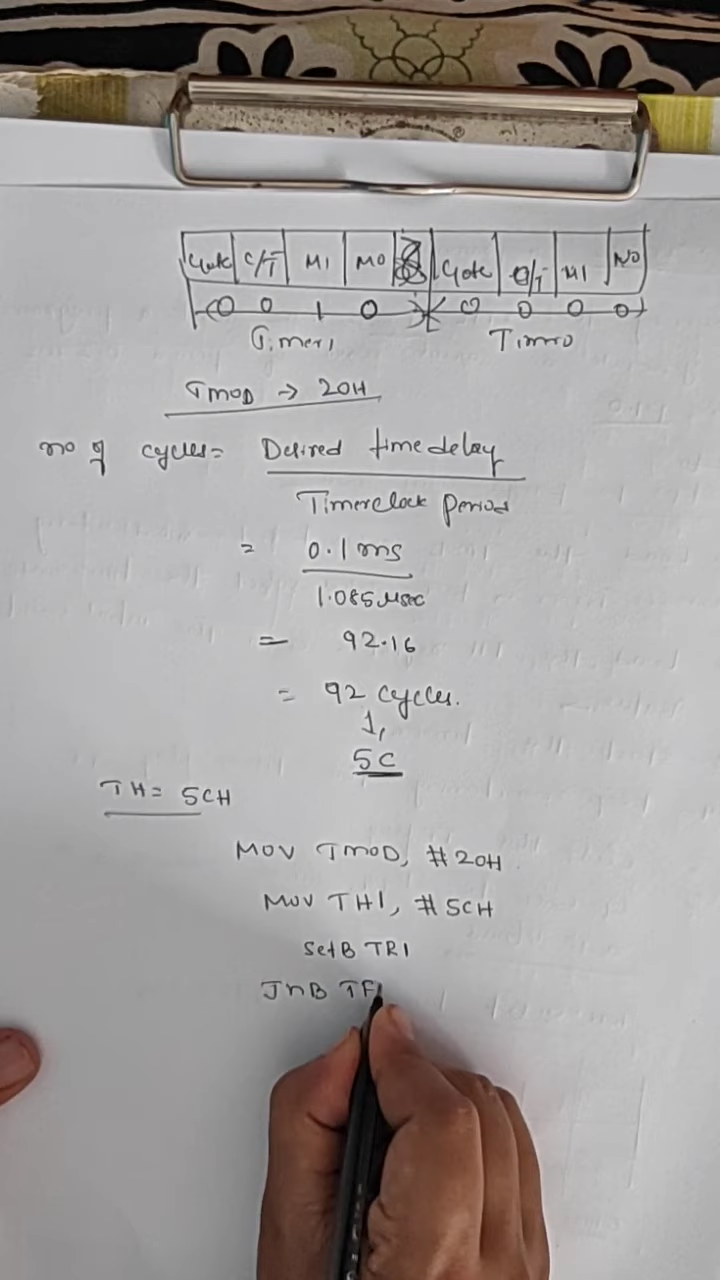 Gate C/T̅ M1 M0 Gate C/T̅ M1 M0
0 0 1 0 0 0 0 0
Timer1 Timer0
TMOD → 20H
no of cycles = Desired time delay
Timerclock period
= 0.1 ms
1.085 μsec
= 92.16
= 92 cycles.
5C
TH = 5CH
MOV TMOD, #20H
MOV TH1, #5CH
SetB TR1
JnB TF